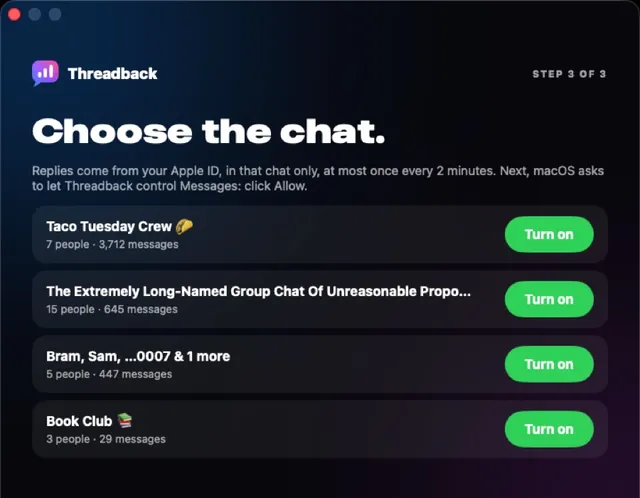 Threadback
STEP 3 OF 3
Choose the chat.
Replies come from your Apple ID, in that chat only, at most once every 2 minutes. Next, macOS asks
to let Threadback control Messages: click Allow.
Taco Tuesday Crew 🌮
7 people · 3,712 messages
Turn on
The Extremely Long-Named Group Chat Of Unreasonable Propo...
15 people · 645 messages
Turn on
Bram, Sam, ...0007 & 1 more
5 people · 447 messages
Turn on
Book Club 📚
3 people · 29 messages
Turn on